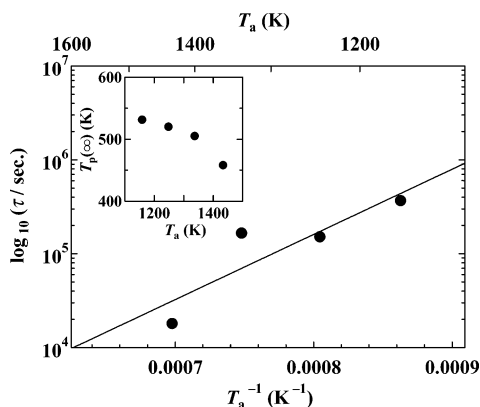 T_a (K)
1600 1400 1200
10^7
10^6
10^5
10^4
log_10 (τ / sec.)
600
500
400
T_p(∞) (K)
1200 1400
T_a (K)
0.0007 0.0008 0.0009
T_a^-1 (K^-1)